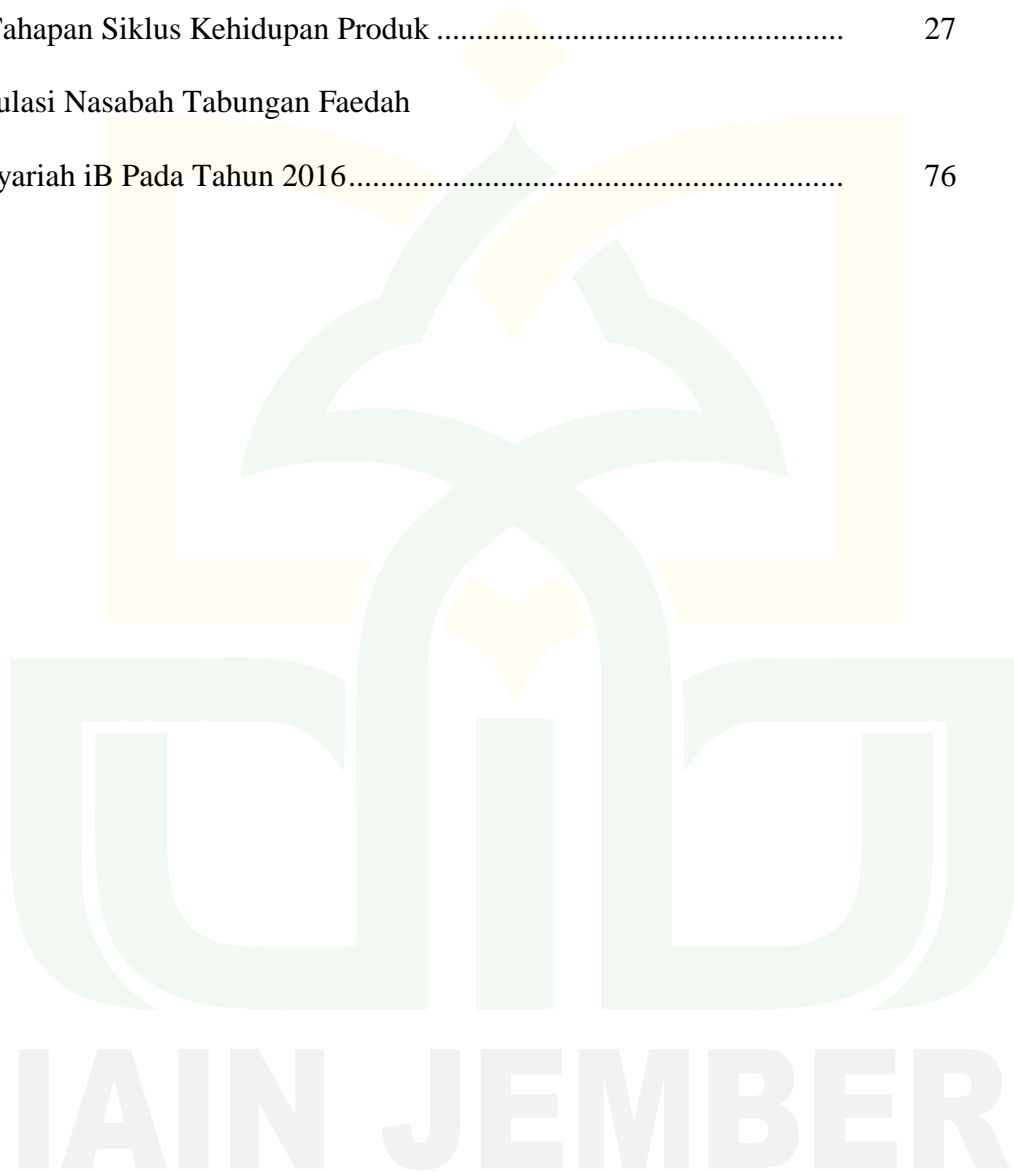 Tahapan Siklus Kehidupan Produk ................................................... 27
ulasi Nasabah Tabungan Faedah
yariah iB Pada Tahun 2016.................................................... 76
IAIN JEMBER